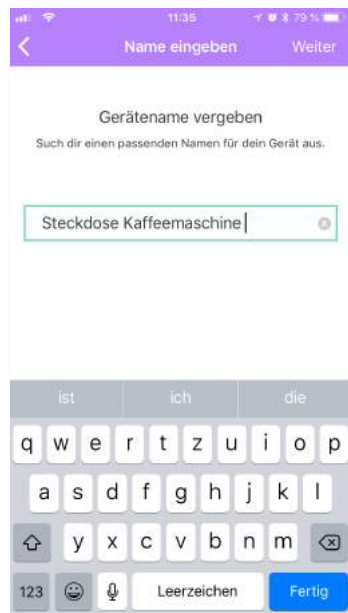 11:35 79 %
Name eingeben Weiter
Gerätename vergeben
Such dir einen passenden Namen für dein Gerät aus.
Steckdose Kaffeemaschine
ist ich die
q w e r t z u i o p
a s d f g h j k l
y x c v b n m
123 Leerzeichen Fertig